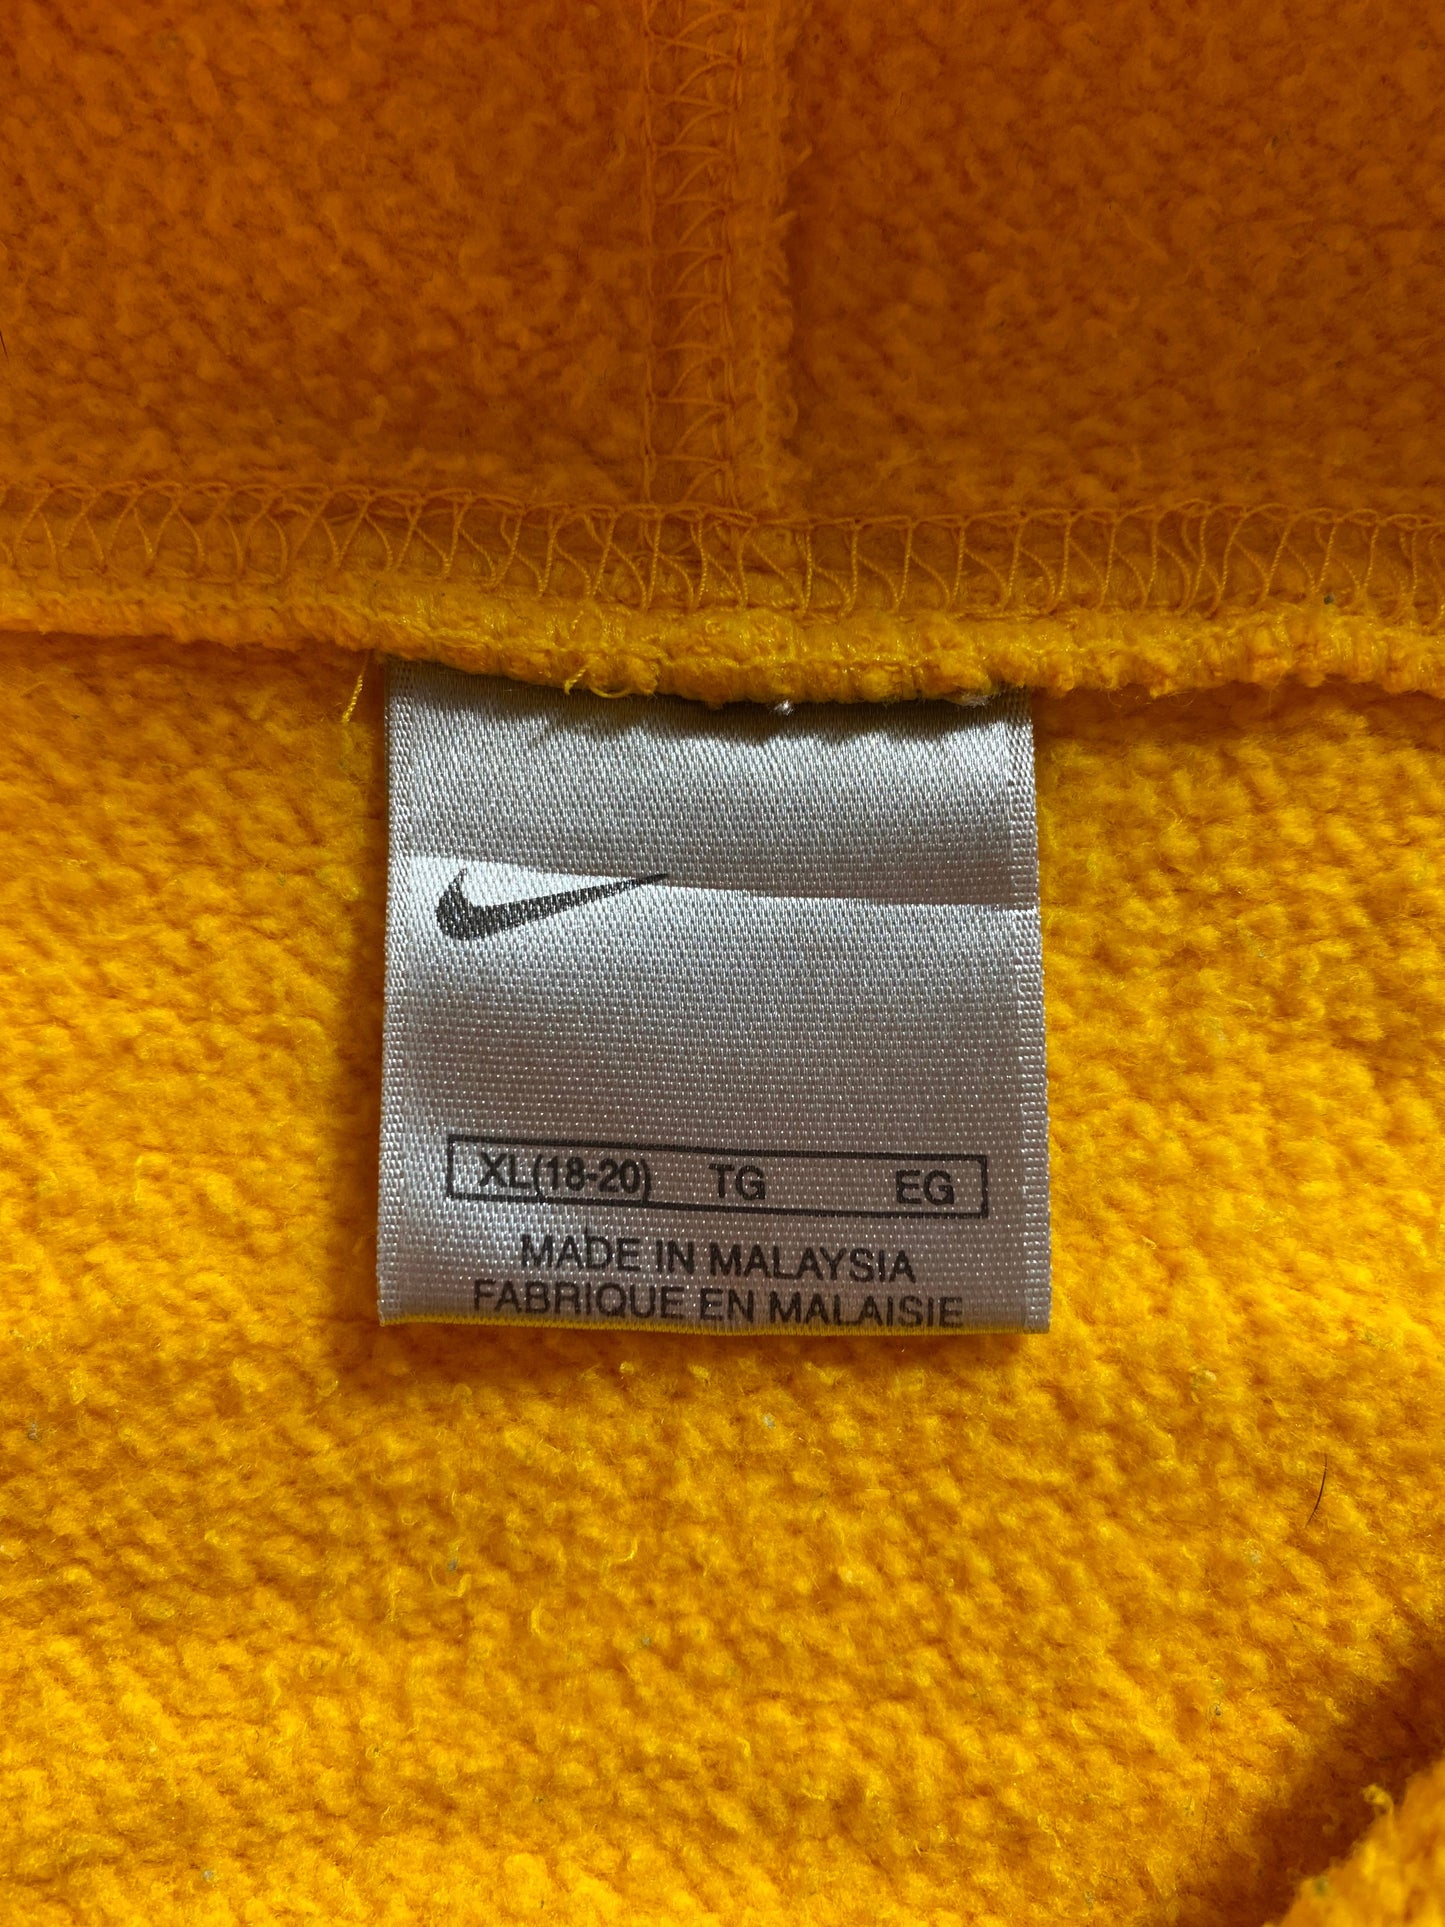 XL(18-20) TG EG
MADE IN MALAYSIA
FABRIQUE EN MALAISIE